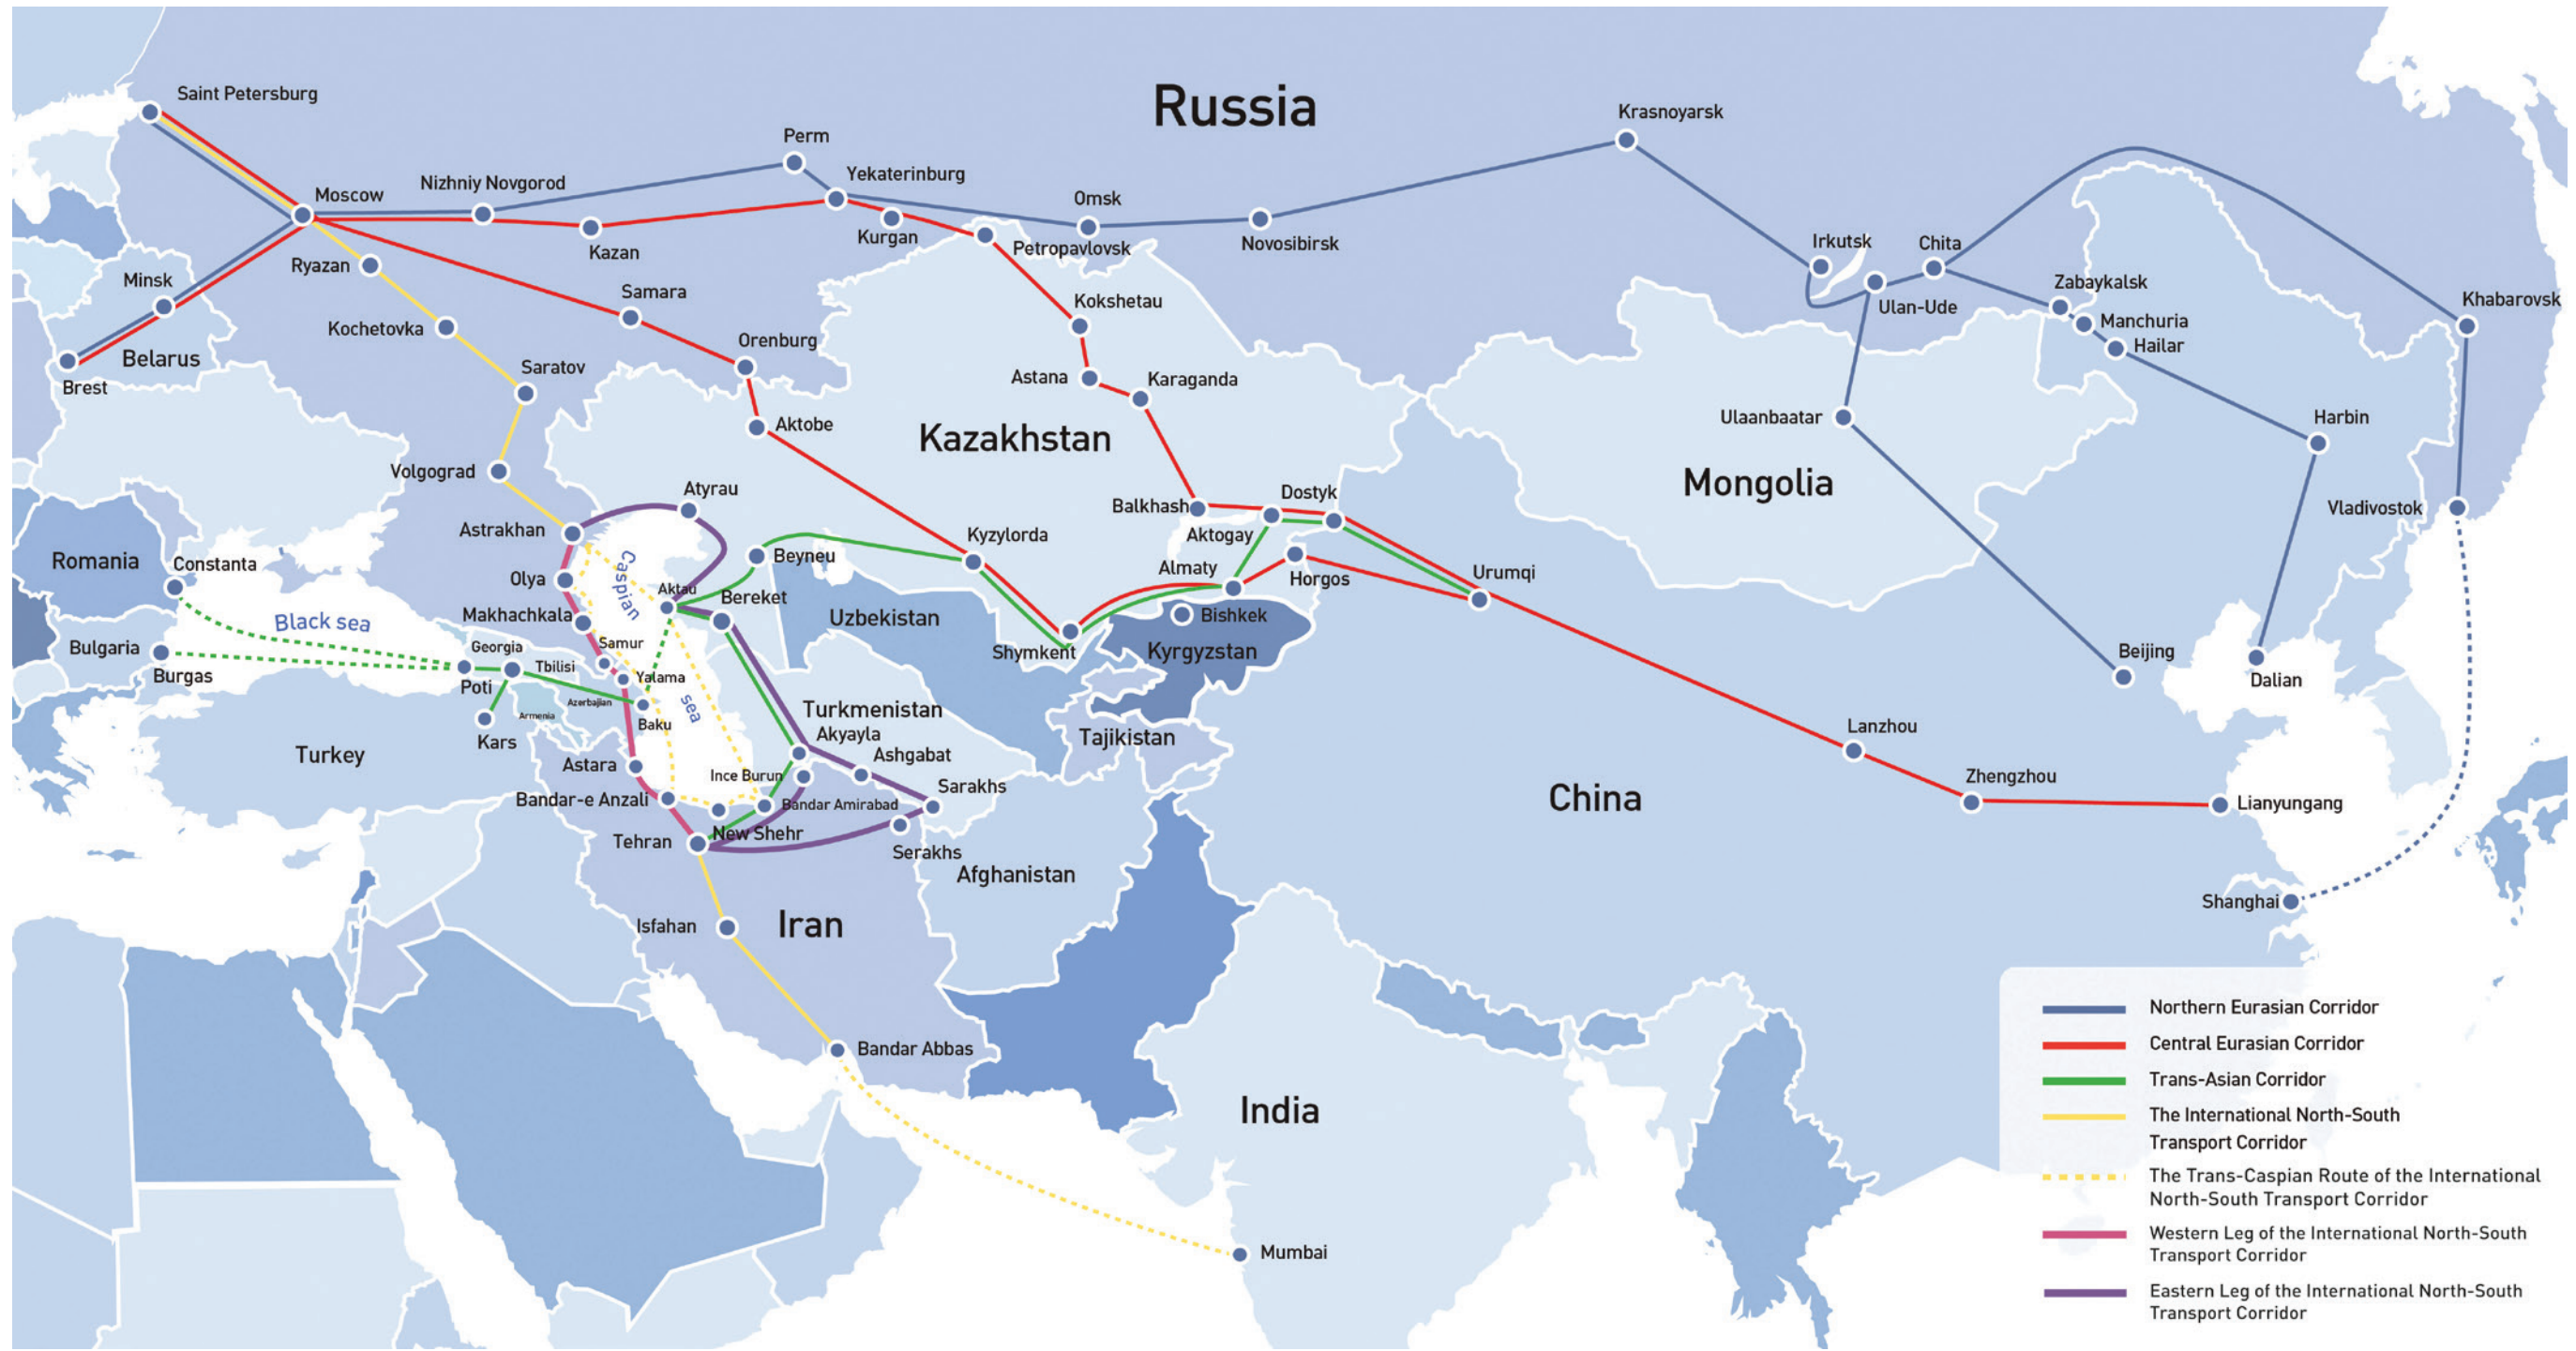 Russia
Saint Petersburg
Krasnoyarsk
Perm
Yekaterinburg
Nizhniy Novgorod
Moscow
Omsk
Kurgan
Novosibirsk
Kazan
Petropavlovsk
Irkutsk
Chita
Ryazan
Minsk
Samara
Kokshetau
Zabaykalsk
Ulan-Ude
Khabarovsk
Manchuria
Kochetovka
Hailar
Orenburg
Belarus
Saratov
Astana
Karaganda
Brest
Ulaanbaatar
Harbin
Aktobe
Kazakhstan
Volgograd
Mongolia
Atyrau
Dostyk
Balkhash
Vladivostok
Astrakhan
Kyzylorda
Aktogay
Romania
Constanta
Beyneu
Almaty
Urumqi
Olya
Caspian
Horgos
Aktau
Bereket
Makhachkala
Black sea
Uzbekistan
Bishkek
Bulgaria
Georgia
Samur
Shymkent
Kyrgyzstan
Beijing
Tbilisi
Burgas
Poti
Yalama
Dalian
Azerbajian
sea
Armenia
Baku
Turkmenistan
Kars
Akyayla
Tajikistan
Lanzhou
Turkey
Ashgabat
Astara
Ince Burun
Zhengzhou
Sarakhs
Bandar-e Anzali
Bandar Amirabad
China
Lianyungang
New Shehr
Tehran
Serakhs
Afghanistan
Shanghai
Isfahan
Iran
Bandar Abbas
India
Mumbai
Northern Eurasian Corridor
Central Eurasian Corridor
Trans-Asian Corridor
The International North-South
Transport Corridor
The Trans-Caspian Route of the International
North-South Transport Corridor
Western Leg of the International North-South
Transport Corridor
Eastern Leg of the International North-South
Transport Corridor